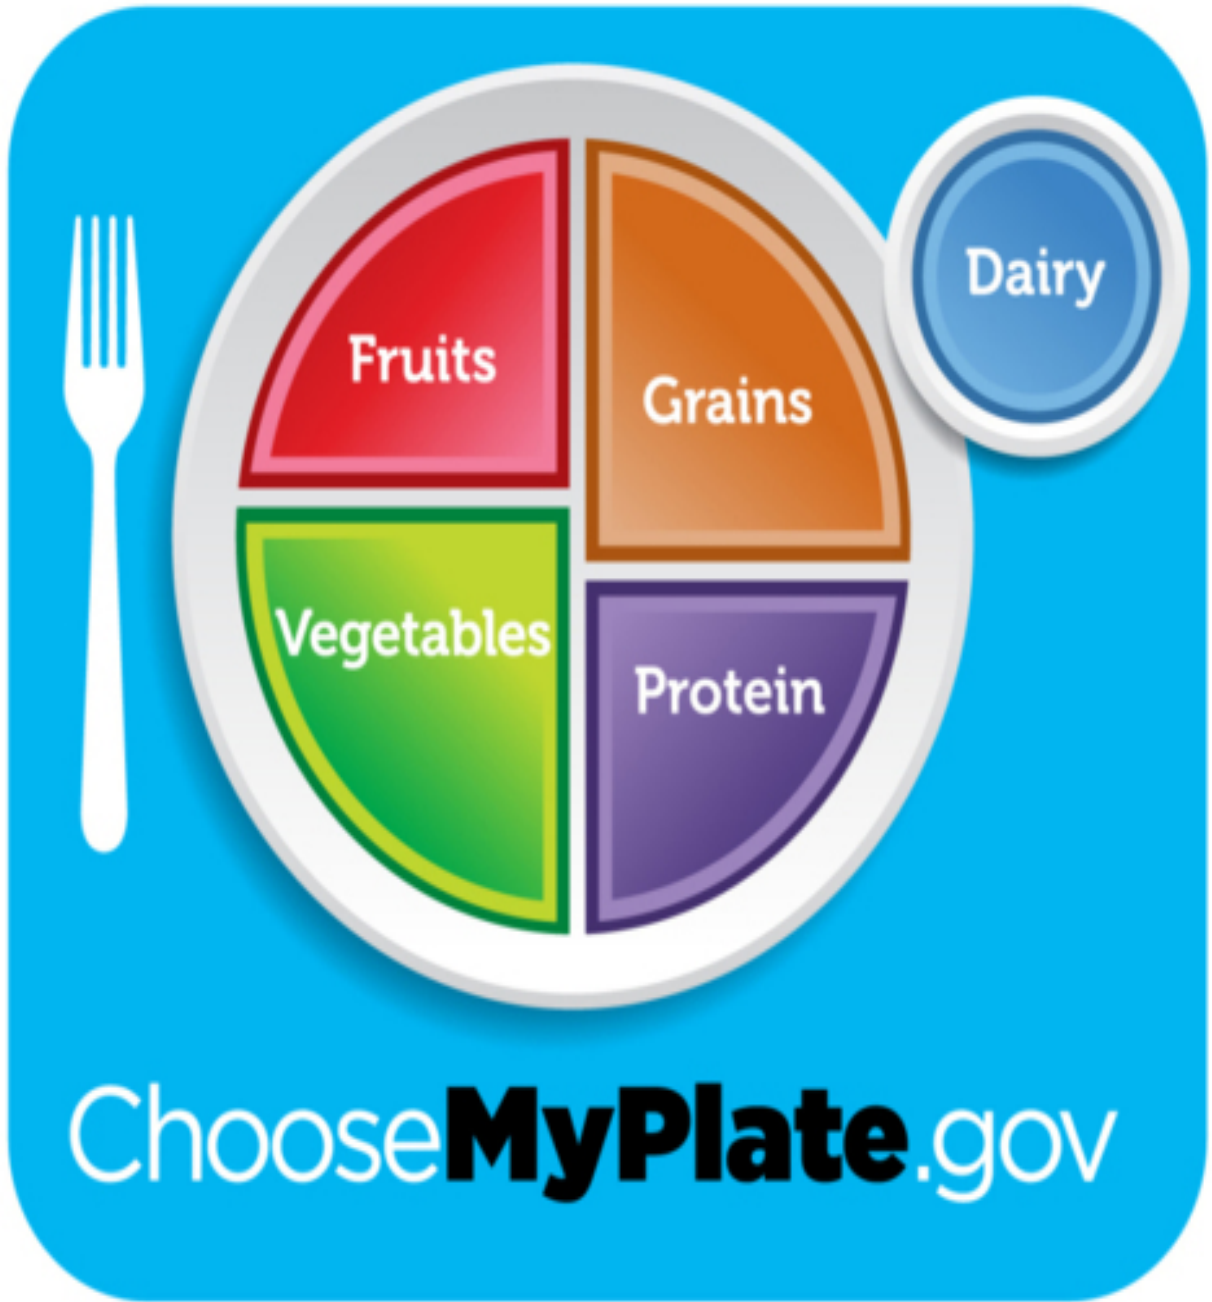 Dairy
Fruits
Grains
Vegetables
Protein
ChooseMyPlate.gov